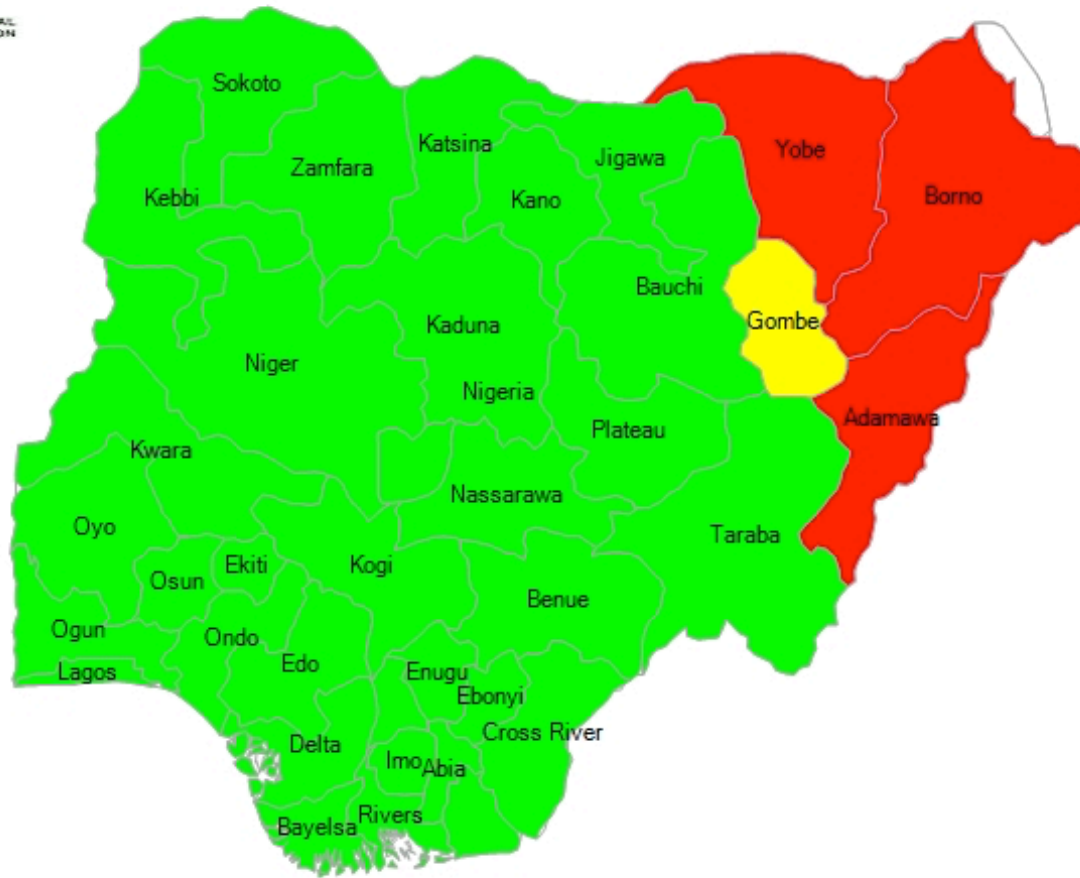 Sokoto
Katsina
Yobe
Jigawa
Zamfara
Borno
Kebbi
Kano
Bauchi
Gombe
Kaduna
Niger
Nigeria
Adamawa
Plateau
Kwara
Nassarawa
Oyo
Taraba
Ekiti
Kogi
Osun
Benue
Ogun
Ondo
Edo
Lagos
Enugu
Ebonyi
Cross River
Delta
Imo
Abia
Rivers
Bayelsa